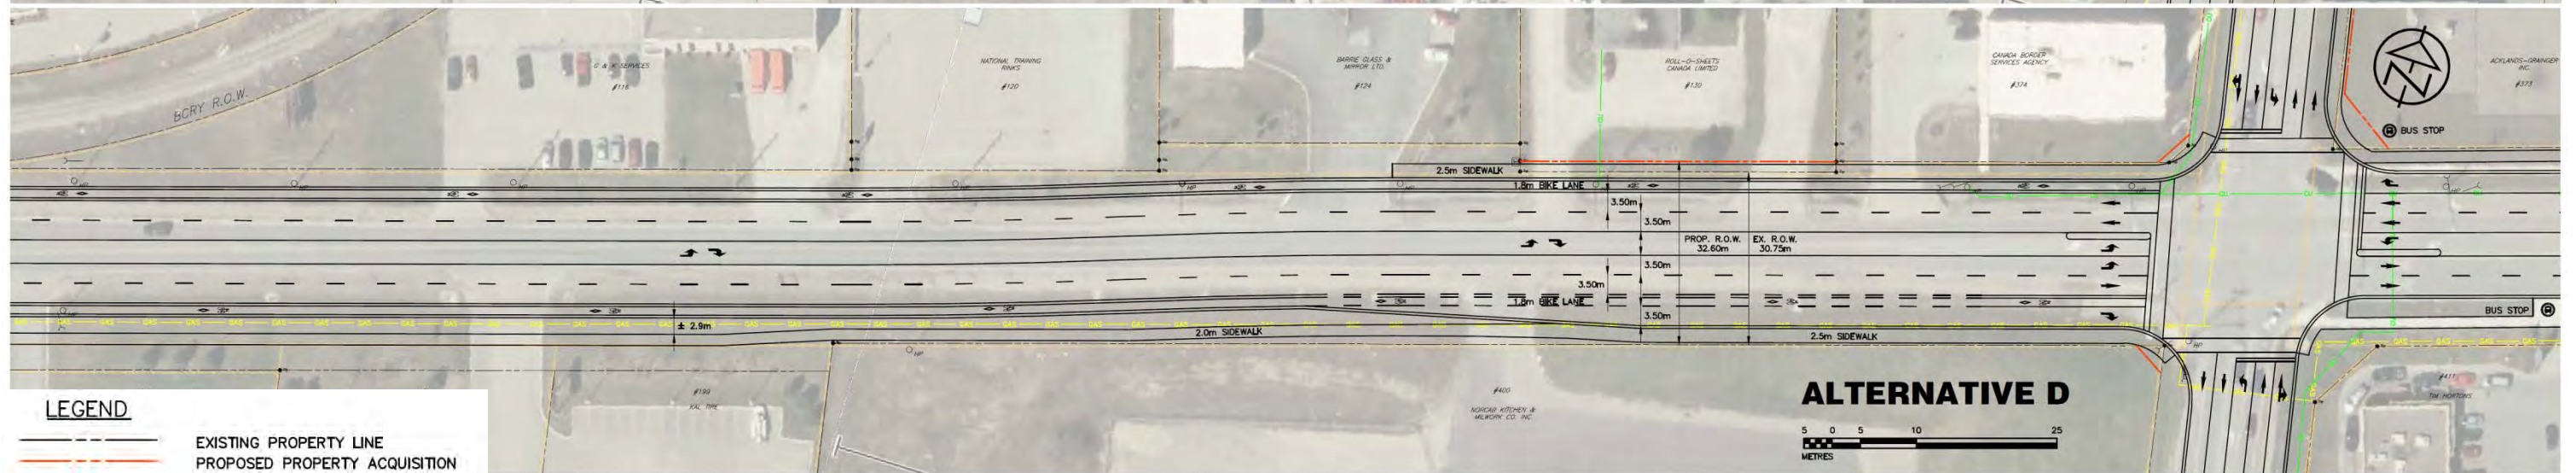 BCRY R.O.W.
C & K SERVICES
#116
NATIONAL TRAINING
RINKS
#120
BARRIE GLASS &
MIRROR LTD.
#124
ROLL-O-SHEETS
CANADA LIMITED
#130
CANADA BORDER
SERVICES AGENCY
#374
ACKLANDS-GRAINGER
INC.
#373
BUS STOP
2.5m SIDEWALK
1.8m BIKE LANE
3.50m
3.50m
PROP. R.O.W.
32.60m
EX. R.O.W.
30.75m
3.50m
3.50m
1.8m BIKE LANE
3.50m
± 2.9m
2.0m SIDEWALK
2.5m SIDEWALK
BUS STOP
#199
KAL TIRE
#400
NORCAB KITCHEN &
MILWORK CO. INC.
#411
TIM HORTONS
ALTERNATIVE D
5 0 5 10 25
METRES
LEGEND
EXISTING PROPERTY LINE
PROPOSED PROPERTY ACQUISITION